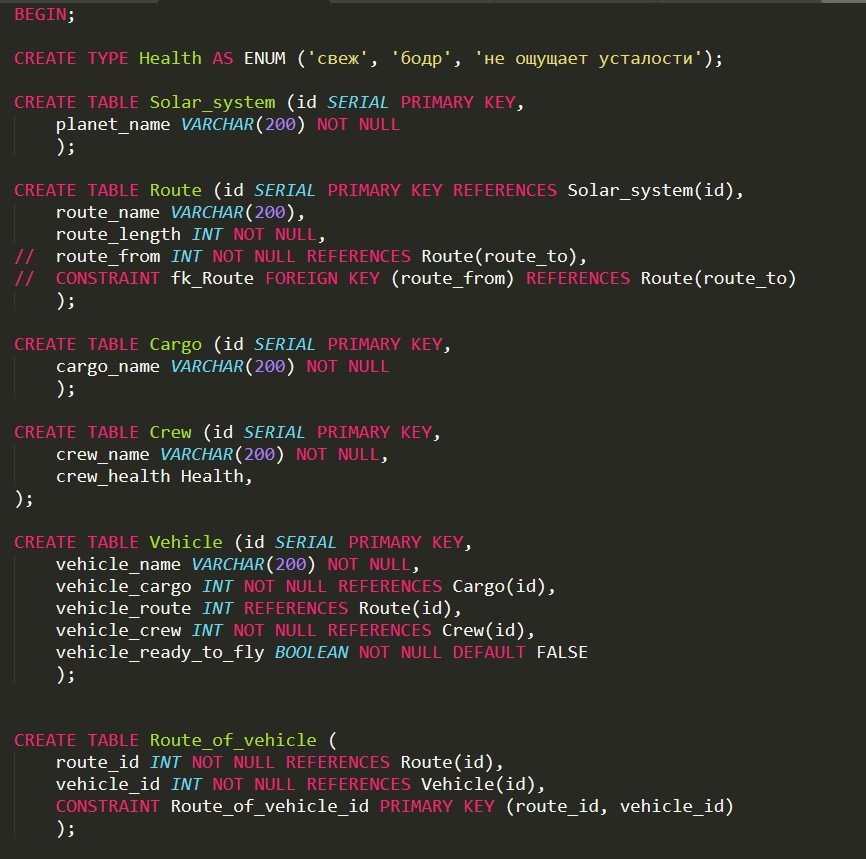 BEGIN;
CREATE TYPE Health AS ENUM ('свеж', 'бодр', 'не ощущает усталости');
CREATE TABLE Solar_system (id SERIAL PRIMARY KEY,
planet_name VARCHAR(200) NOT NULL
);
CREATE TABLE Route (id SERIAL PRIMARY KEY REFERENCES Solar_system(id),
route_name VARCHAR(200),
route_length INT NOT NULL,
// route_from INT NOT NULL REFERENCES Route(route_to),
// CONSTRAINT fk_Route FOREIGN KEY (route_from) REFERENCES Route(route_to)
);
CREATE TABLE Cargo (id SERIAL PRIMARY KEY,
cargo_name VARCHAR(200) NOT NULL
);
CREATE TABLE Crew (id SERIAL PRIMARY KEY,
crew_name VARCHAR(200) NOT NULL,
crew_health Health,
);
CREATE TABLE Vehicle (id SERIAL PRIMARY KEY,
vehicle_name VARCHAR(200) NOT NULL,
vehicle_cargo INT NOT NULL REFERENCES Cargo(id),
vehicle_route INT REFERENCES Route(id),
vehicle_crew INT NOT NULL REFERENCES Crew(id),
vehicle_ready_to_fly BOOLEAN NOT NULL DEFAULT FALSE
);
CREATE TABLE Route_of_vehicle (
route_id INT NOT NULL REFERENCES Route(id),
vehicle_id INT NOT NULL REFERENCES Vehicle(id),
CONSTRAINT Route_of_vehicle_id PRIMARY KEY (route_id, vehicle_id)
);